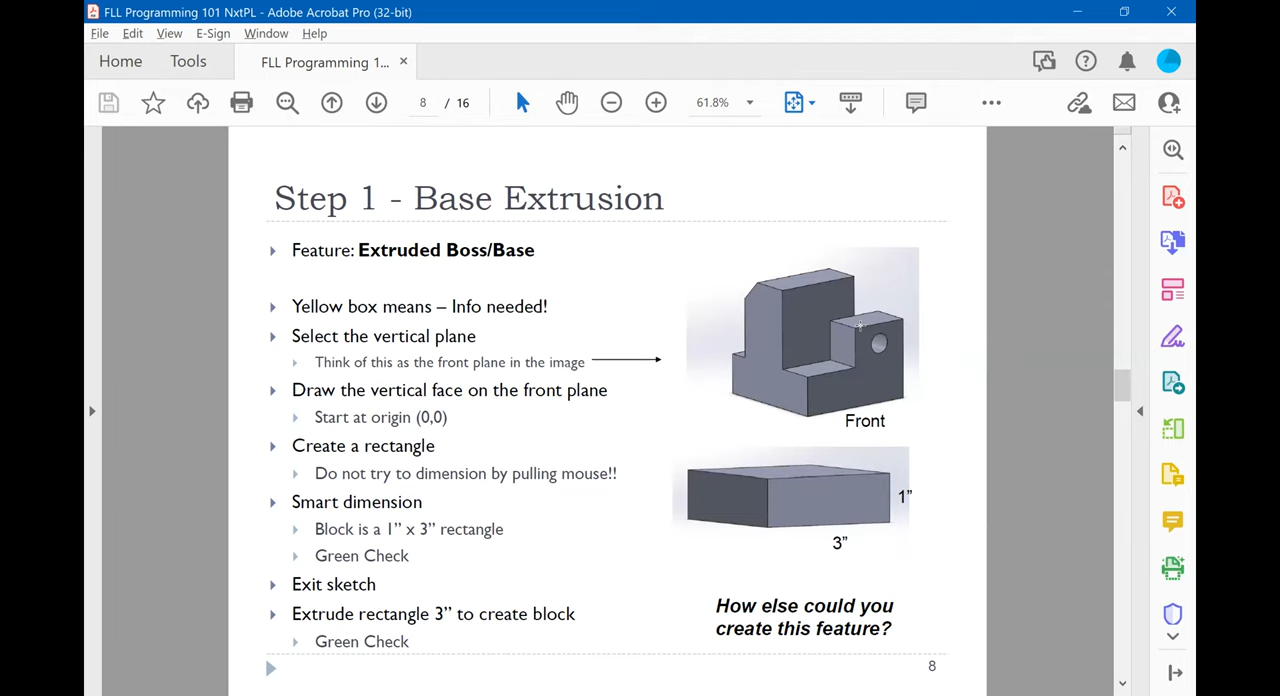 FLL Programming 101 NxtPL - Adobe Acrobat Pro (32-bit)
File Edit View E-Sign Window Help
Home Tools FLL Programming 1... ×
8 / 16 61.8%
Step 1 - Base Extrusion
Feature: Extruded Boss/Base
Yellow box means – Info needed!
Select the vertical plane
Think of this as the front plane in the image
Draw the vertical face on the front plane
Start at origin (0,0)
Create a rectangle
Do not try to dimension by pulling mouse!!
Smart dimension
Block is a 1” x 3” rectangle
Green Check
Exit sketch
Extrude rectangle 3” to create block
Green Check
Front
1”
3”
How else could you
create this feature?
8